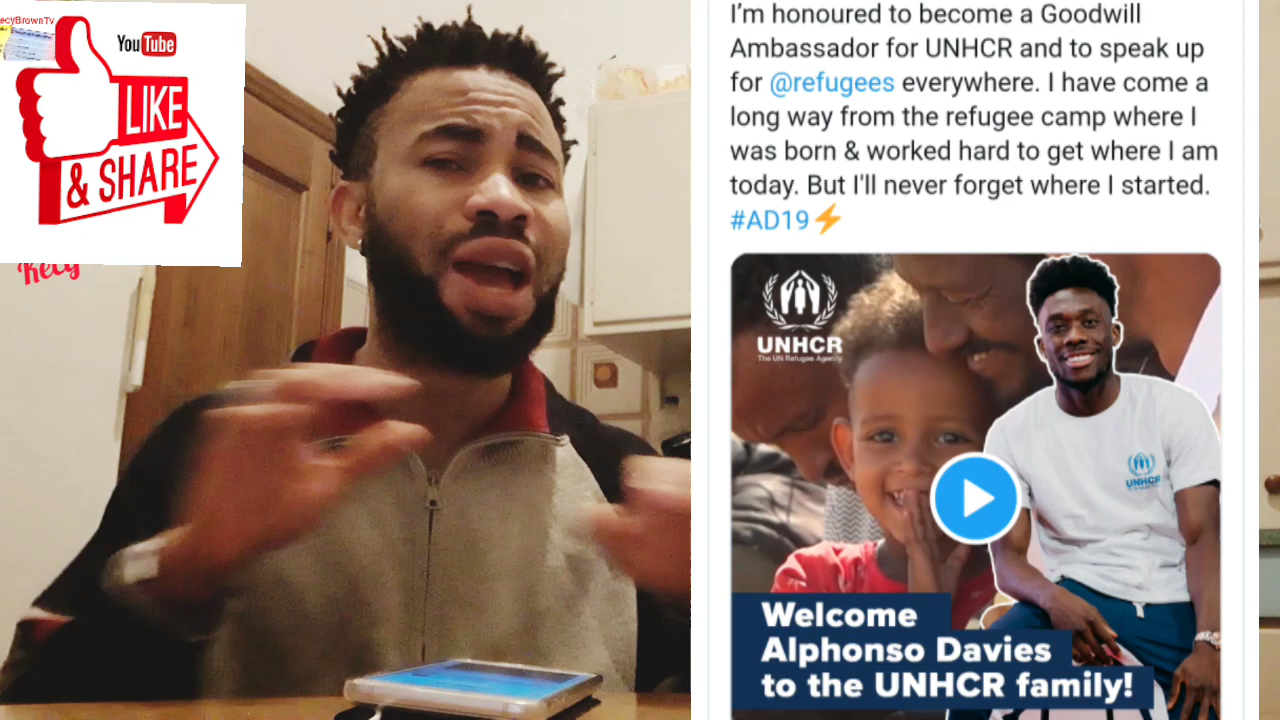 ecyBrownTv
YouTube
LIKE
& SHARE
Kecy
I'm honoured to become a Goodwill
Ambassador for UNHCR and to speak up
for @refugees everywhere. I have come a
long way from the refugee camp where I
was born & worked hard to get where I am
today. But I'll never forget where I started.
#AD19⚡
UNHCR
The UN Refugee Agency
UNHCR
Welcome
Alphonso Davies
to the UNHCR family!